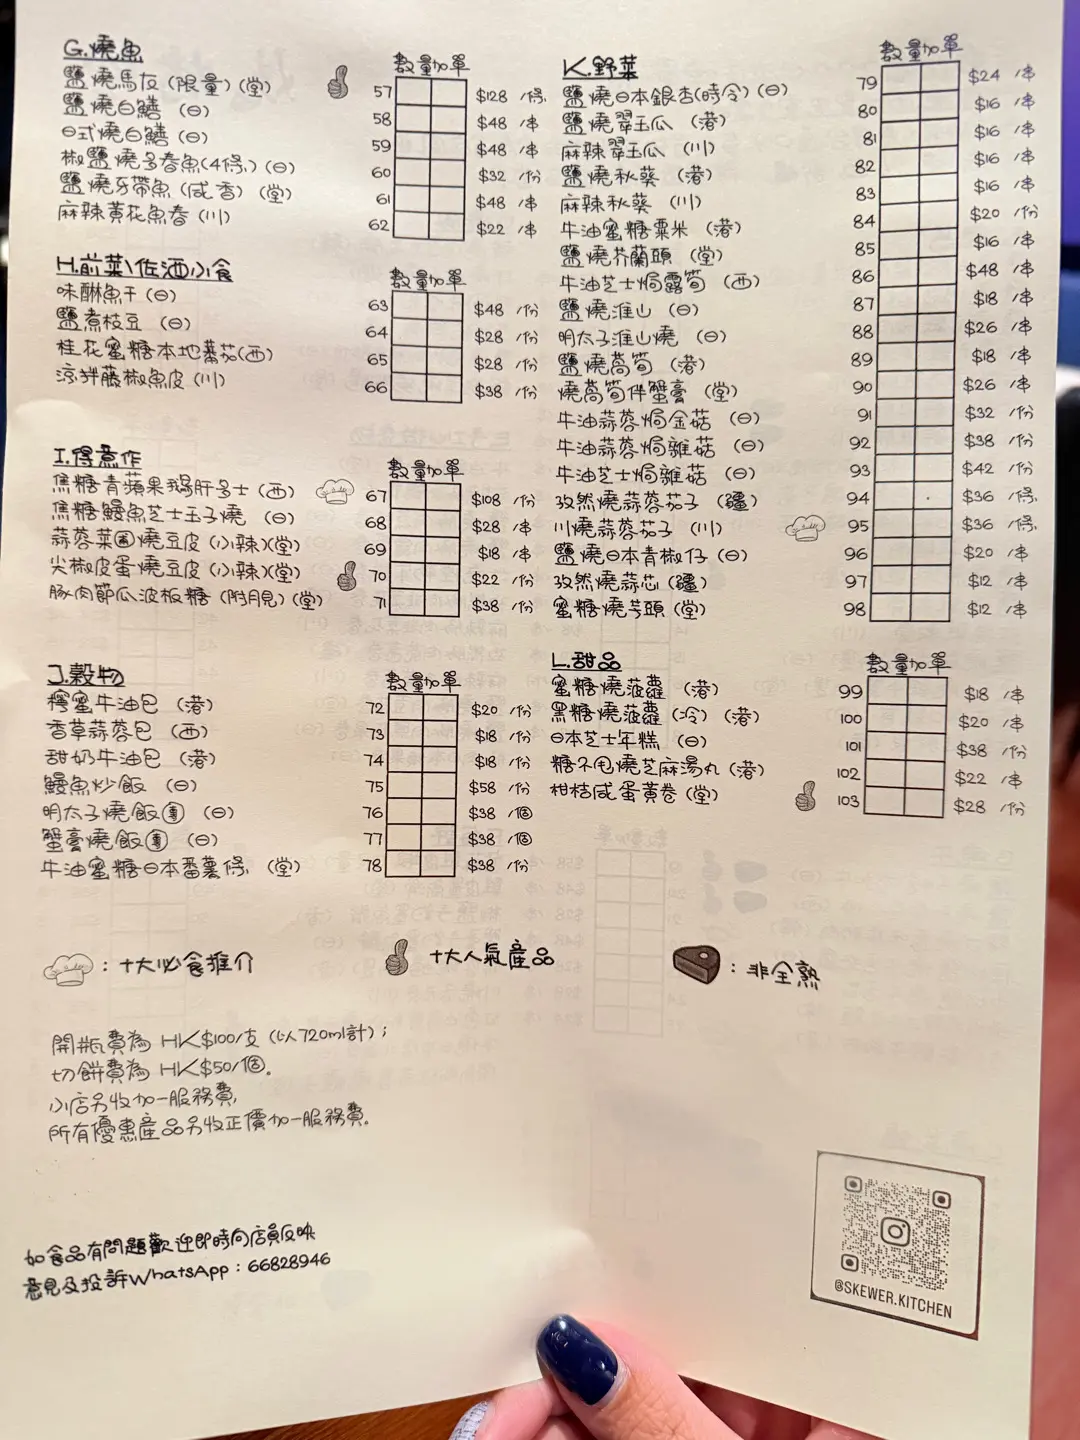 G.燒魚 數量加單
鹽燒馬友(限量)(堂) 57 $128 /條
鹽燒白鱔 (日) 58 $48 /串
日式燒白鱔 (日) 59 $48 /串
椒鹽燒多春魚(4條)(日) 60 $32 /份
鹽燒牙帶魚 (咸香) (堂) 61 $48 /串
麻辣黃花魚春 (川) 62 $22 /串
H.前菜\佐酒小食 數量加單
味醂魚干 (日) 63 $48 /份
鹽煮枝豆 (日) 64 $28 /份
桂花蜜糖本地蕃茄(西) 65 $28 /份
涼拌藤椒魚皮 (川) 66 $38 /份
I.得意作 數量加單
焦糖青蘋果鵝肝多士 (西) 67 $108 /份
焦糖鰻魚芝士玉子燒 (日) 68 $28 /串
蒜蓉菜圃燒豆皮 (小辣)(堂) 69 $18 /串
尖椒皮蛋燒豆皮 (小辣)(堂) 70 $22 /份
豚肉節瓜波板糖 (附月見) (堂) 71 $38 /份
J.穀物 數量加單
檸蜜牛油包 (港) 72 $20 /份
香草蒜蓉包 (西) 73 $18 /份
甜奶牛油包 (港) 74 $18 /份
鰻魚炒飯 (日) 75 $58 /份
明太子燒飯團 (日) 76 $38 /個
蟹膏燒飯團 (日) 77 $38 /個
牛油蜜糖日本番薯條 (堂) 78 $38 /份
K.野菜 數量加單
鹽燒日本銀杏(時令)(日) 79 $24 /串
鹽燒翠玉瓜 (港) 80 $16 /串
麻辣翠玉瓜 (川) 81 $16 /串
鹽燒秋葵 (港) 82 $16 /串
麻辣秋葵 (川) 83 $16 /串
牛油蜜糖粟米 (港) 84 $20 /份
鹽燒芥蘭頭 (堂) 85 $16 /串
牛油芝士焗露筍 (西) 86 $48 /串
鹽燒淮山 (日) 87 $18 /串
明太子淮山燒 (日) 88 $26 /串
鹽燒萵筍 (港) 89 $18 /串
燒萵筍伴蟹膏 (堂) 90 $26 /串
牛油蒜蓉焗金菇 (日) 91 $32 /份
牛油蒜蓉焗雜菇 (日) 92 $38 /份
牛油芝士焗雜菇 (日) 93 $42 /份
孜然燒蒜蓉茄子 (疆) 94 $36 /條
川燒蒜蓉茄子 (川) 95 $36 /條
鹽燒日本青椒仔 (日) 96 $20 /串
孜然燒蒜芯 (疆) 97 $12 /串
蜜糖燒芋頭 (堂) 98 $12 /串
L.甜品 數量加單
蜜糖燒菠蘿 (港) 99 $18 /串
黑糖燒菠蘿 (冷) (港) 100 $20 /串
日本芝士年糕 (日) 101 $38 /份
糖不甩燒芝麻湯丸 (港) 102 $22 /串
柑桔咸蛋黃卷 (堂) 103 $28 /份
:十大必食推介
十大人氣產品
:非全熟
開瓶費為 HK$100/支 (以720ml計);
切餅費為 HK$50/個。
小店另收加一服務費,
所有優惠產品另收正價加一服務費。
如食品有問題歡迎即時向店員反映
意見及投訴WhatsApp:66828946
@SKEWER.KITCHEN